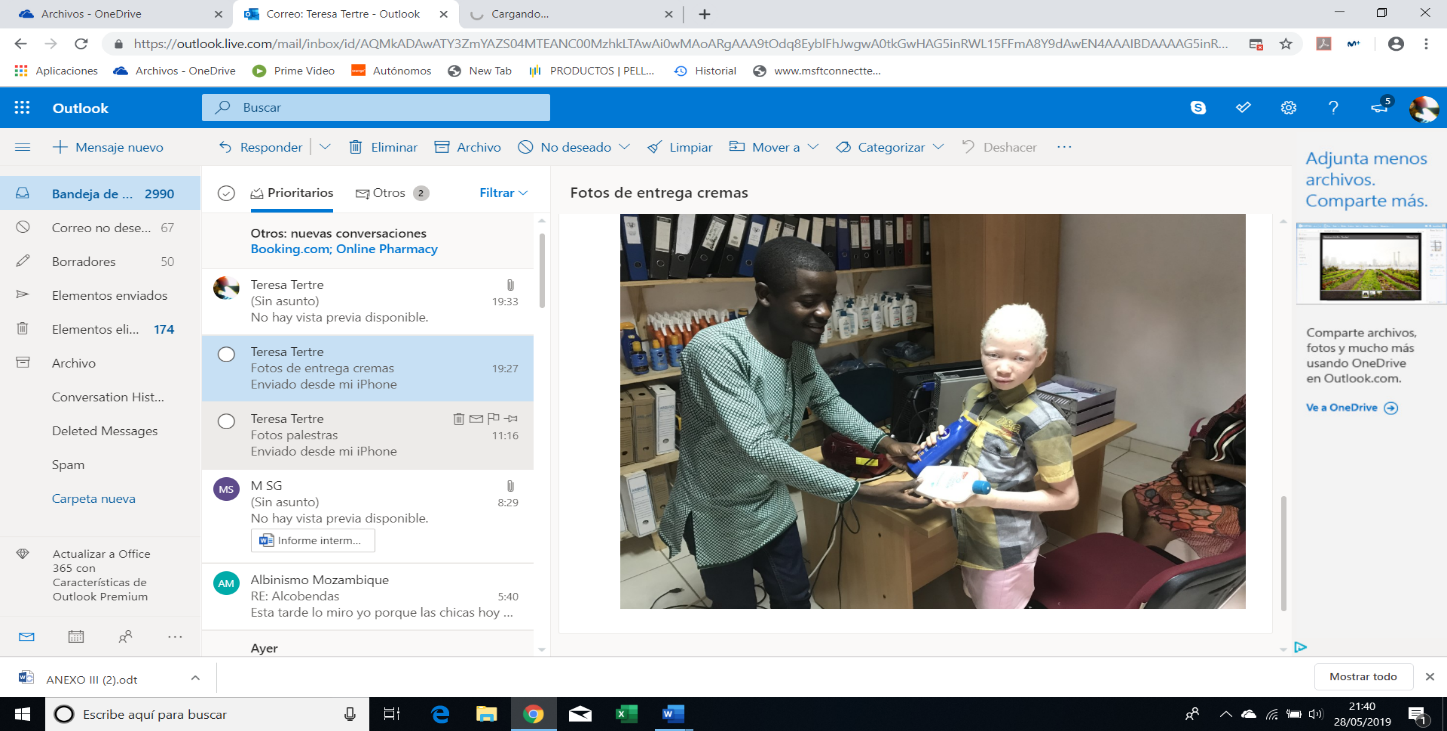 Archivos - OneDrive
Correo: Teresa Tertre - Outlook
Cargando...
https://outlook.live.com/mail/inbox/id/AQMkADAwATY3ZmYAZS04MTEANC00MzhkLTAwAi0wMAoARgAAA9tOdq8EyblFhJwgwA0tkGwHAG5inRWL15FFmA8Y9dAwEN4AAAIBDAAAAG5inR...
Aplicaciones
Archivos - OneDrive
Prime Video
Autónomos
New Tab
PRODUCTOS | PELL...
Historial
www.msftconnectte...
Outlook
Buscar
5
Mensaje nuevo
Responder
Eliminar
Archivo
No deseado
Limpiar
Mover a
Categorizar
Deshacer
Bandeja de ... 2990
Correo no dese... 67
Borradores 50
Elementos enviados
Elementos eli... 174
Archivo
Conversation Hist...
Deleted Messages
Spam
Carpeta nueva
Actualizar a Office
365 con
Características de
Outlook Premium
Prioritarios
Otros 2
Filtrar
Otros: nuevas conversaciones
Booking.com; Online Pharmacy
Teresa Tertre
(Sin asunto) 19:33
No hay vista previa disponible.
Teresa Tertre
Fotos de entrega cremas 19:27
Enviado desde mi iPhone
Teresa Tertre
Fotos palestras 11:16
Enviado desde mi iPhone
MS
M SG
(Sin asunto) 8:29
No hay vista previa disponible.
Informe interm...
AM
Albinismo Mozambique
RE: Alcobendas 5:40
Esta tarde lo miro yo porque las chicas hoy ...
Ayer
Fotos de entrega cremas
Adjunta menos
archivos.
Comparte más.
Comparte archivos,
fotos y mucho más
usando OneDrive
en Outlook.com.
Ve a OneDrive
ANEXO III (2).odt
Mostrar todo
Escribe aquí para buscar
21:40
28/05/2019
1